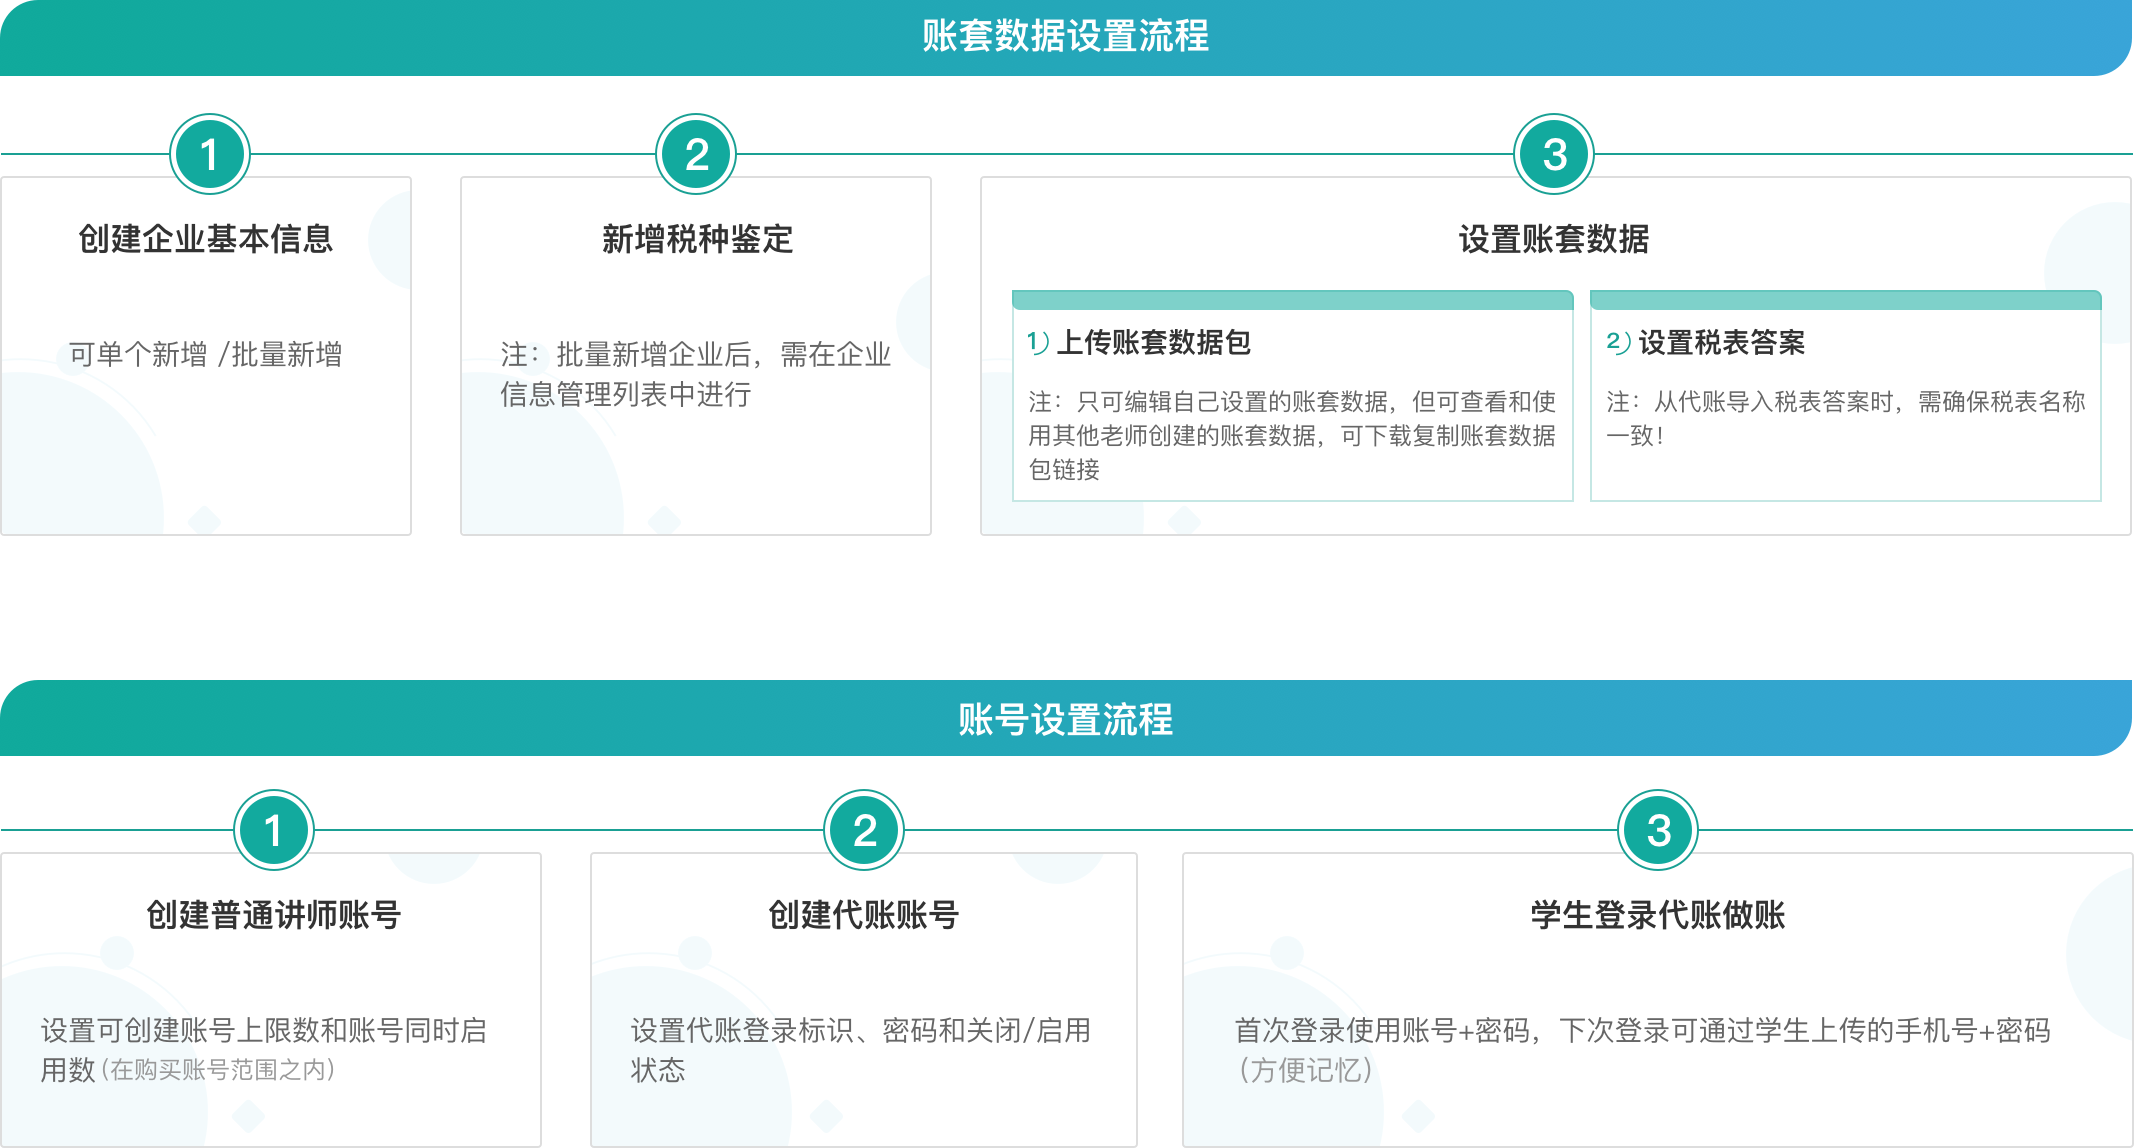 账套数据设置流程
1
创建企业基本信息
可单个新增 /批量新增
2
新增税种鉴定
注：批量新增企业后，需在企业
信息管理列表中进行
3
设置账套数据
1）上传账套数据包
注：只可编辑自己设置的账套数据，但可查看和使
用其他老师创建的账套数据，可下载复制账套数据
包链接
2）设置税表答案
注：从代账导入税表答案时，需确保税表名称
一致！
账号设置流程
1
创建普通讲师账号
设置可创建账号上限数和账号同时启
用数（在购买账号范围之内）
2
创建代账账号
设置代账登录标识、密码和关闭/启用
状态
3
学生登录代账做账
首次登录使用账号+密码，下次登录可通过学生上传的手机号+密码
（方便记忆）